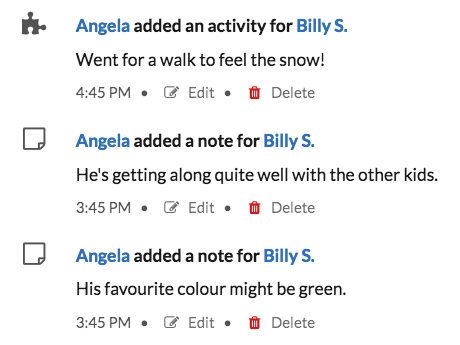 Angela added an activity for Billy S.
Went for a walk to feel the snow!
4:45 PM • Edit • Delete
Angela added a note for Billy S.
He's getting along quite well with the other kids.
3:45 PM • Edit • Delete
Angela added a note for Billy S.
His favourite colour might be green.
3:45 PM • Edit • Delete